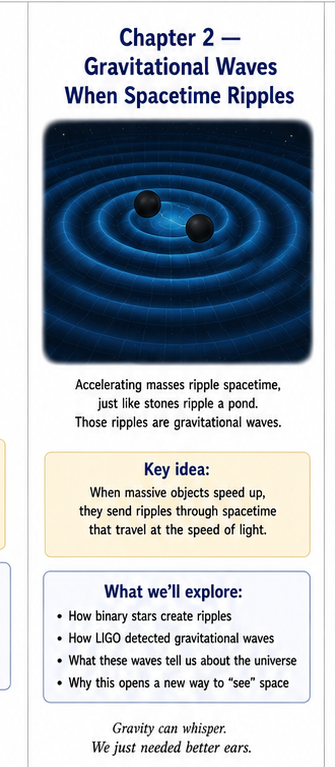 Chapter 2 —
Gravitational Waves
When Spacetime Ripples
Accelerating masses ripple spacetime,
just like stones ripple a pond.
Those ripples are gravitational waves.
Key idea:
When massive objects speed up,
they send ripples through spacetime
that travel at the speed of light.
What we’ll explore:
• How binary stars create ripples
• How LIGO detected gravitational waves
• What these waves tell us about the universe
• Why this opens a new way to “see” space
Gravity can whisper.
We just needed better ears.